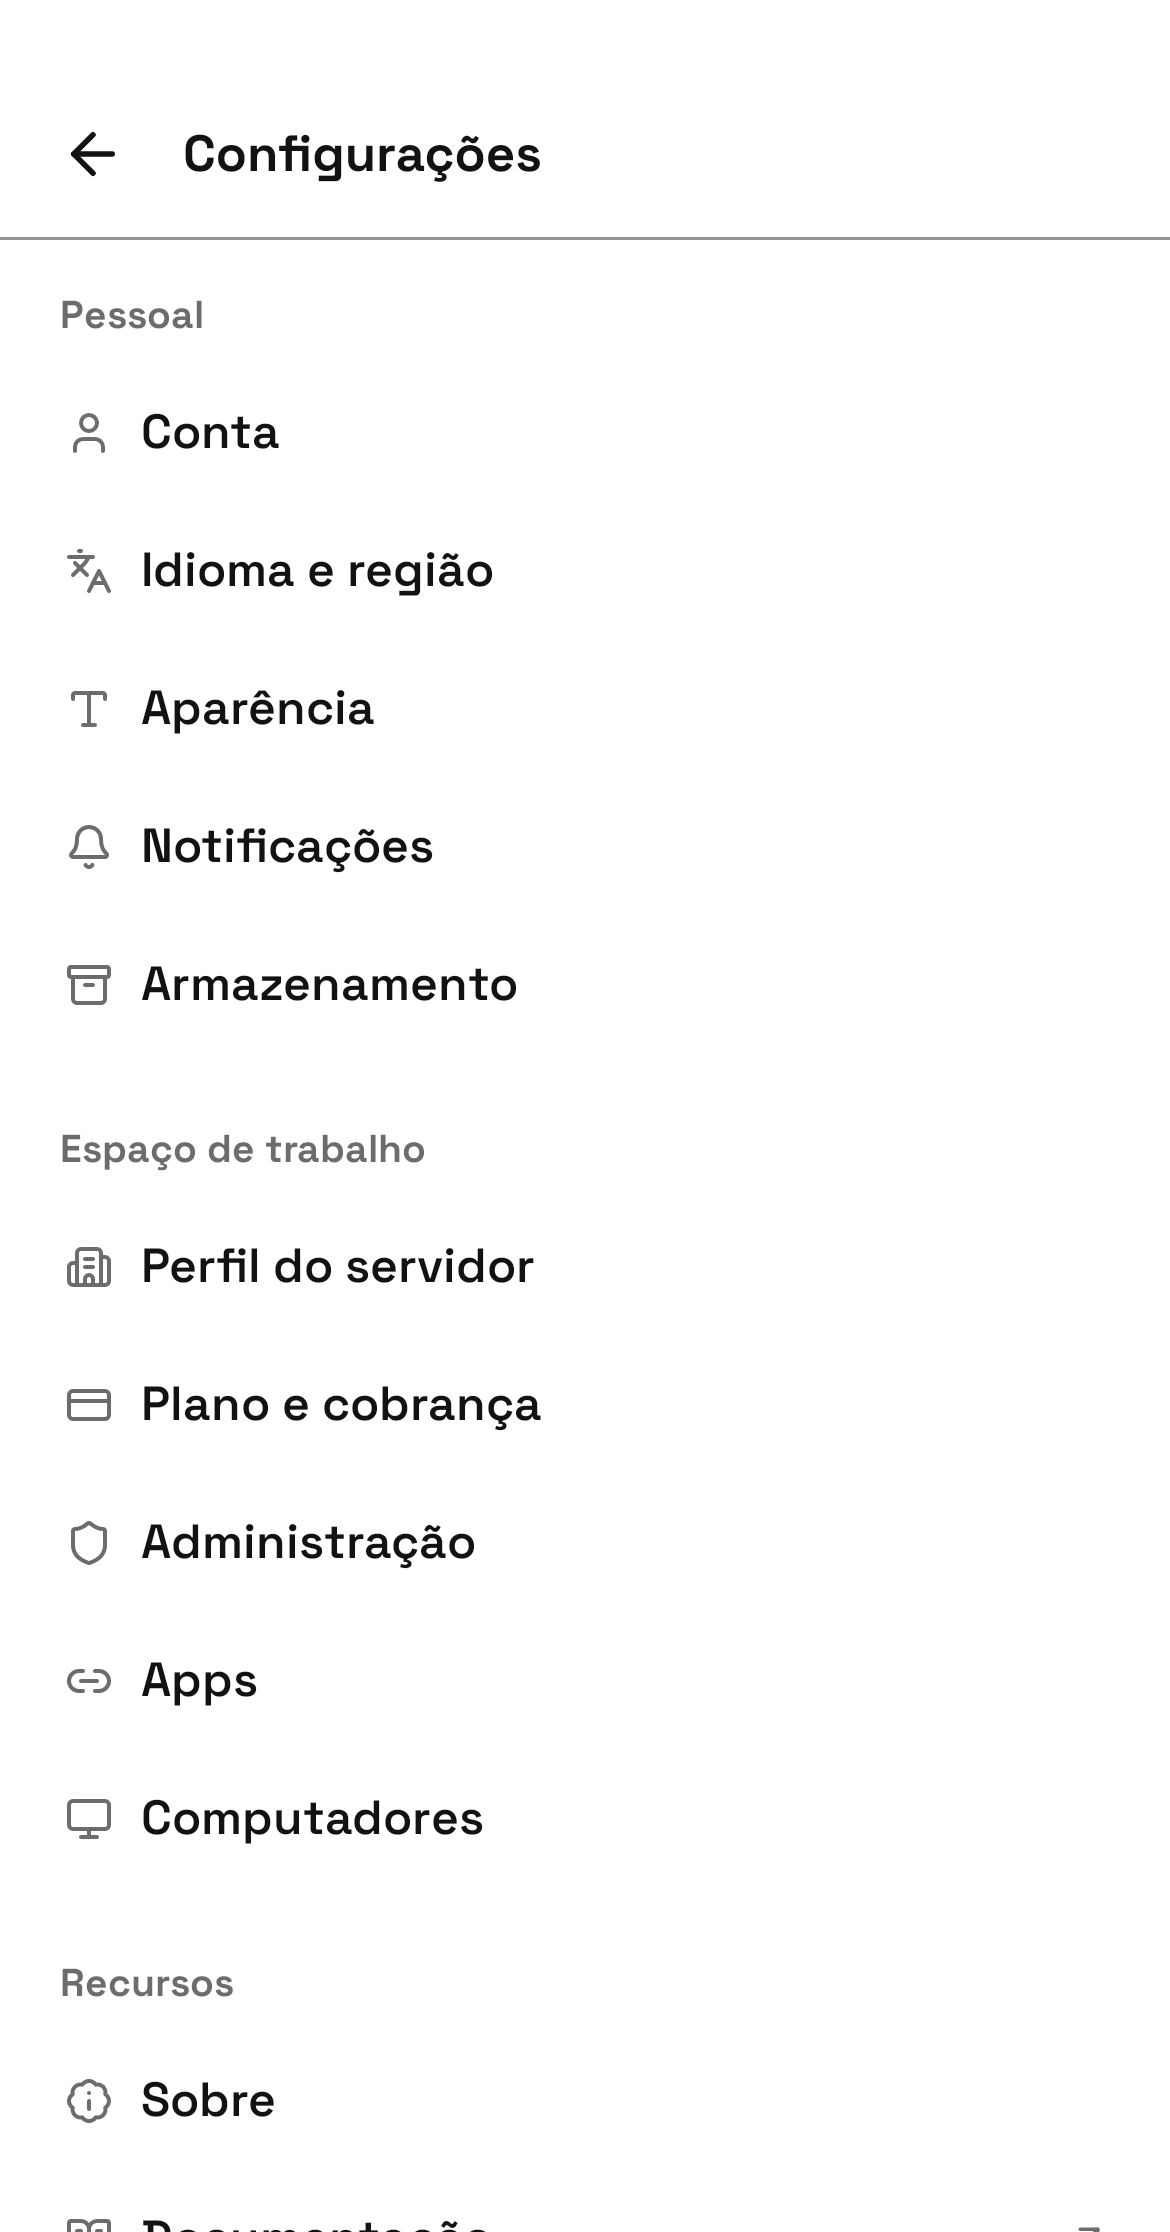 Configurações
Pessoal
Conta
Idioma e região
Aparência
Notificações
Armazenamento
Espaço de trabalho
Perfil do servidor
Plano e cobrança
Administração
Apps
Computadores
Recursos
Sobre
Documentação